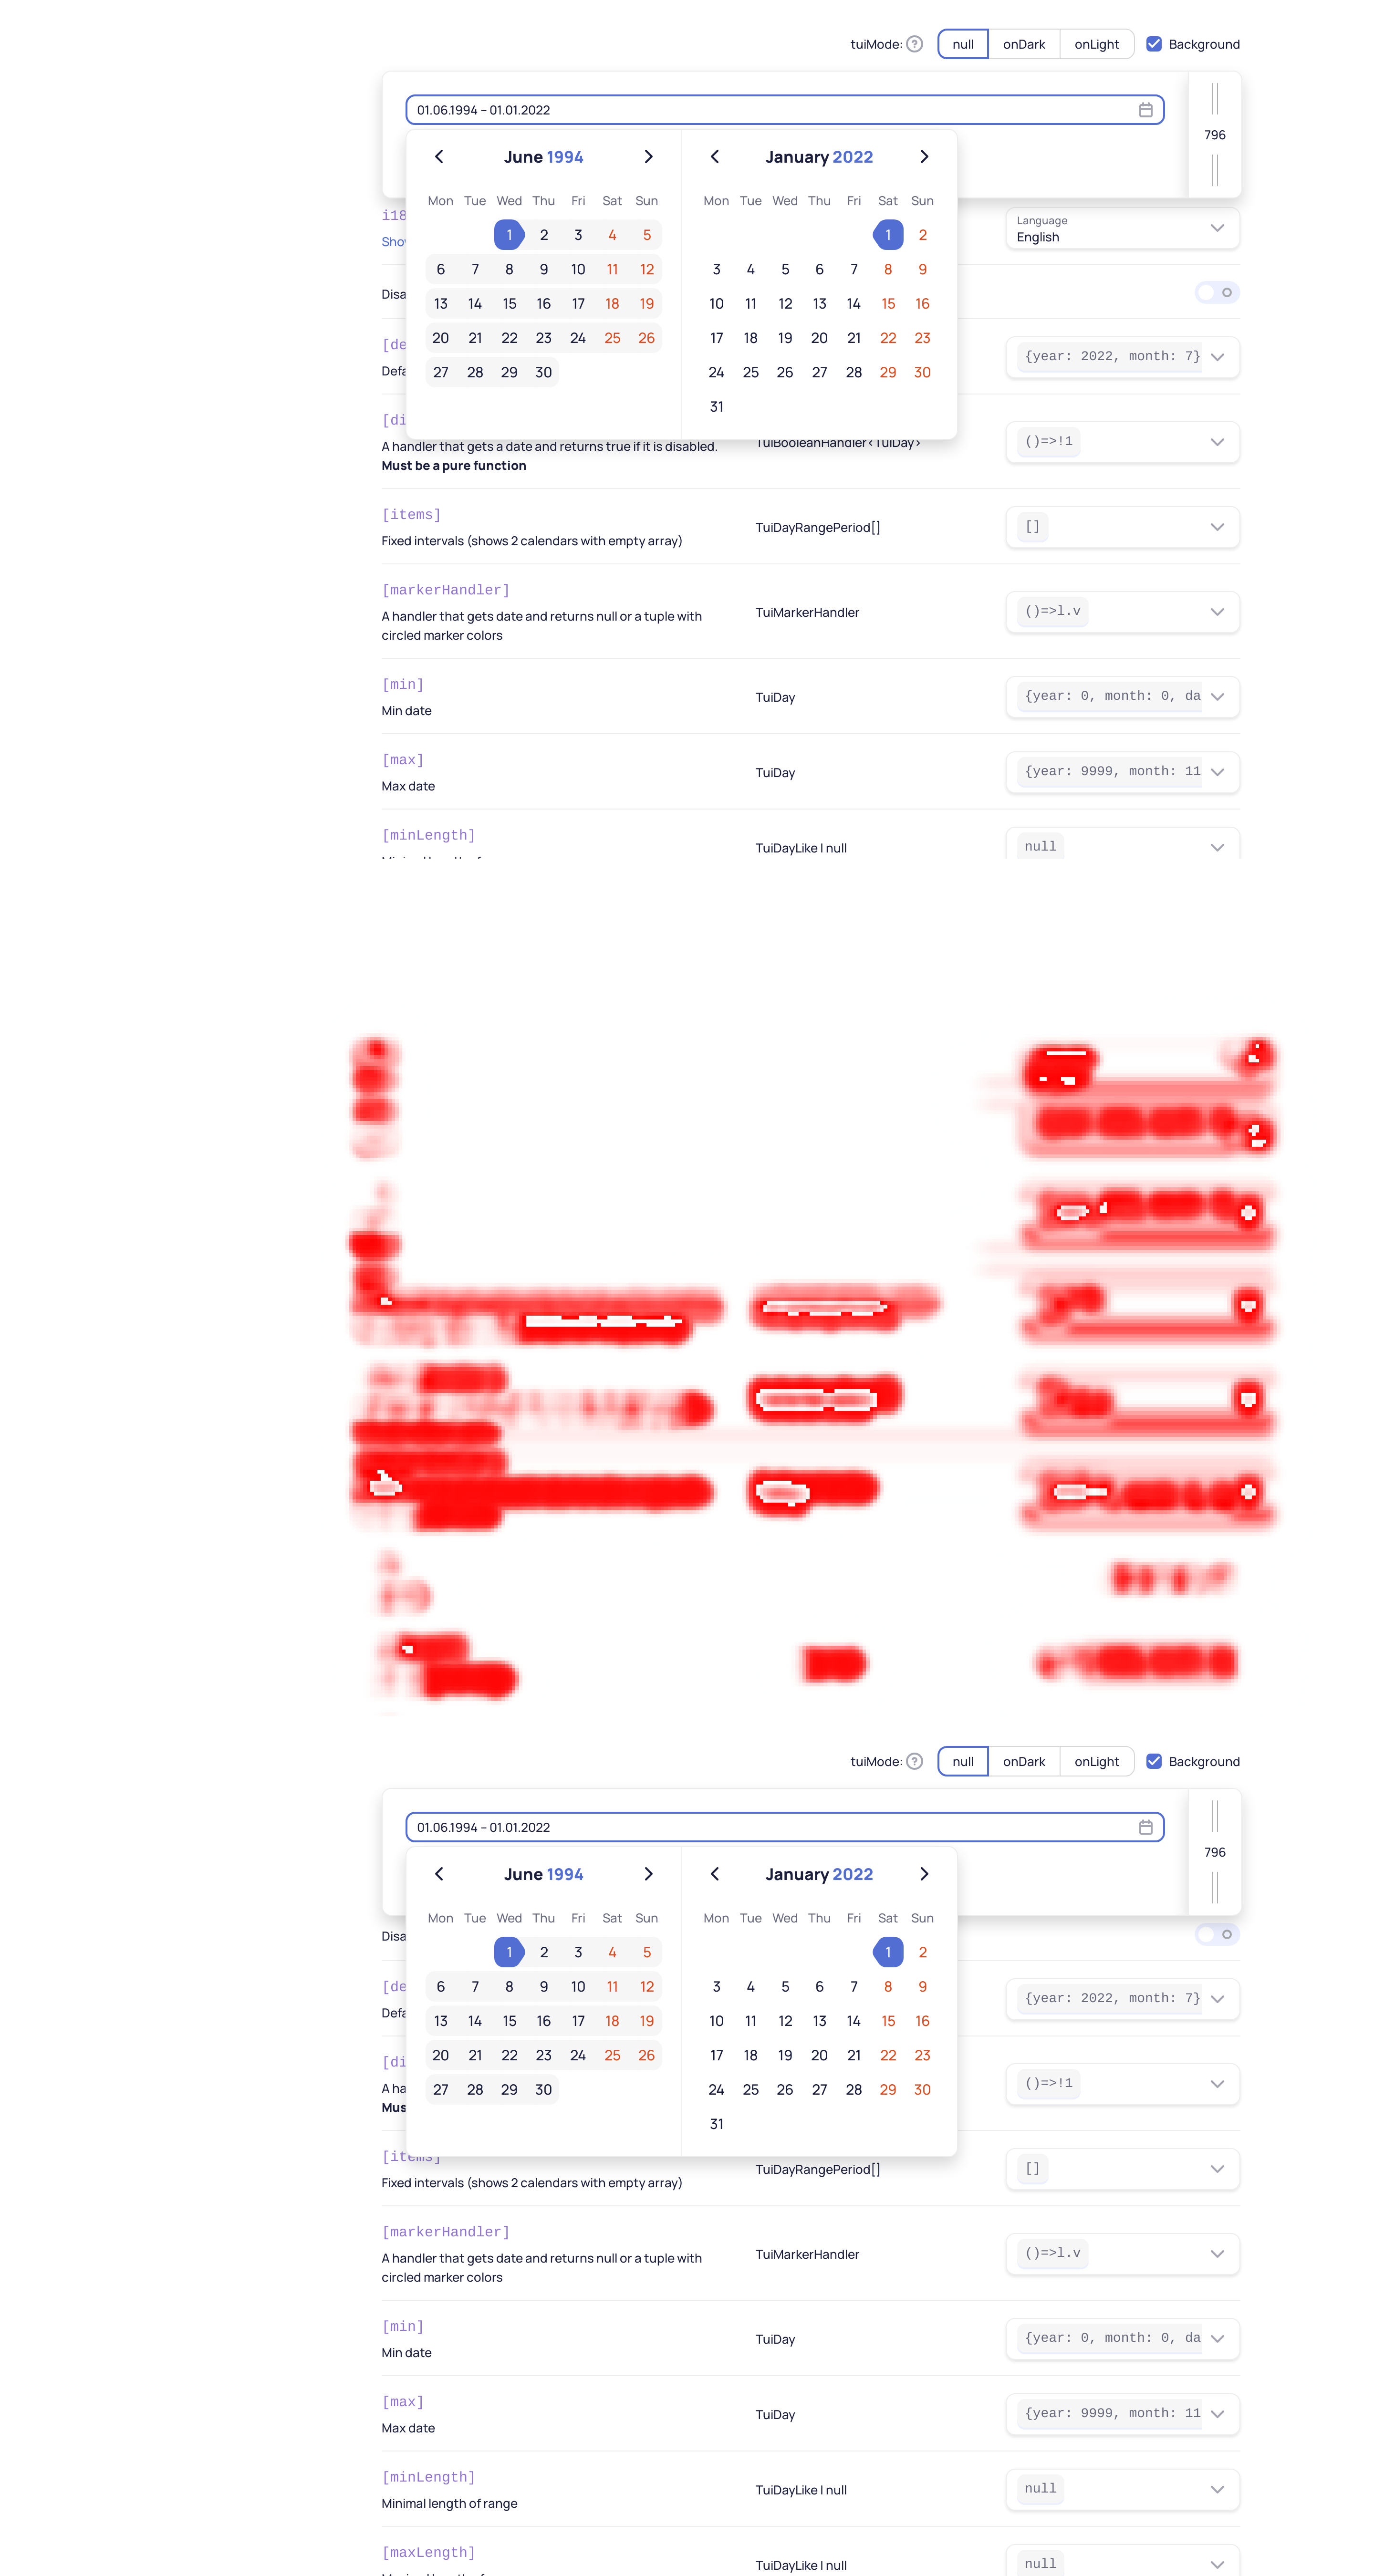 tuiMode: ? null onDark onLight Background
01.06.1994 – 01.01.2022
796
June 1994 January 2022
Mon Tue Wed Thu Fri Sat Sun Mon Tue Wed Thu Fri Sat Sun
i18
Language
English
1 2 3 4 5 1 2
Show
6 7 8 9 10 11 12 3 4 5 6 7 8 9
Disa
13 14 15 16 17 18 19 10 11 12 13 14 15 16
20 21 22 23 24 25 26 17 18 19 20 21 22 23
[de
{year: 2022, month: 7}
Defa
27 28 29 30 24 25 26 27 28 29 30
31
[di
A handler that gets a date and returns true if it is disabled.
TuiBooleanHandler<TuiDay>
()=>!1
Must be a pure function
[items]
Fixed intervals (shows 2 calendars with empty array)
TuiDayRangePeriod[]
[]
[markerHandler]
A handler that gets date and returns null or a tuple with
circled marker colors
TuiMarkerHandler
()=>l.v
[min]
Min date
TuiDay
{year: 0, month: 0, da
[max]
Max date
TuiDay
{year: 9999, month: 11
[minLength]
TuiDayLike | null
null
tuiMode: ? null onDark onLight Background
01.06.1994 – 01.01.2022
796
June 1994 January 2022
Mon Tue Wed Thu Fri Sat Sun Mon Tue Wed Thu Fri Sat Sun
Disa
1 2 3 4 5 1 2
6 7 8 9 10 11 12 3 4 5 6 7 8 9
[de
{year: 2022, month: 7}
Defa
13 14 15 16 17 18 19 10 11 12 13 14 15 16
20 21 22 23 24 25 26 17 18 19 20 21 22 23
[di
()=>!1
A ha
27 28 29 30 24 25 26 27 28 29 30
Mus
31
[items]
Fixed intervals (shows 2 calendars with empty array)
TuiDayRangePeriod[]
[]
[markerHandler]
A handler that gets date and returns null or a tuple with
circled marker colors
TuiMarkerHandler
()=>l.v
[min]
Min date
TuiDay
{year: 0, month: 0, da
[max]
Max date
TuiDay
{year: 9999, month: 11
[minLength]
Minimal length of range
TuiDayLike | null
null
[maxLength]
TuiDayLike | null
null